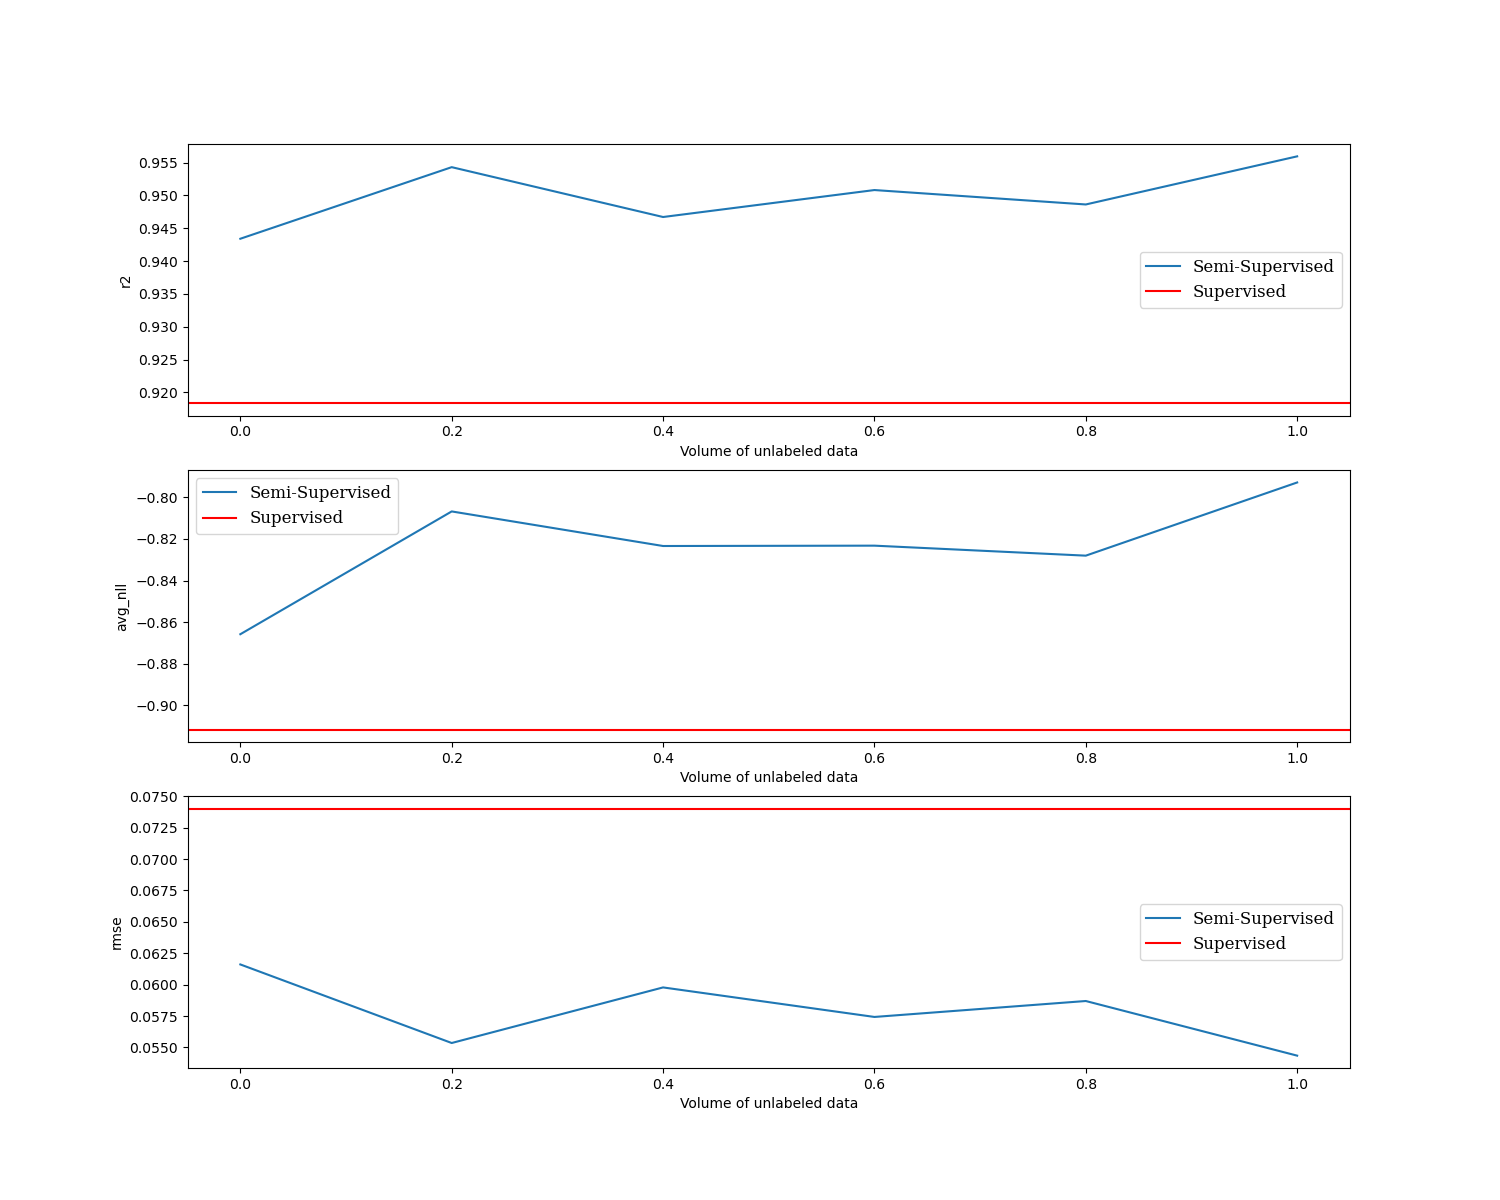 0.955
0.950
0.945
0.940
0.935
0.930
0.925
0.920
r2
Semi-Supervised
Supervised
0.0 0.2 0.4 0.6 0.8 1.0
Volume of unlabeled data
Semi-Supervised
Supervised
−0.80
−0.82
−0.84
−0.86
−0.88
−0.90
avg_nll
0.0 0.2 0.4 0.6 0.8 1.0
Volume of unlabeled data
0.0750
0.0725
0.0700
0.0675
0.0650
0.0625
0.0600
0.0575
0.0550
rmse
Semi-Supervised
Supervised
0.0 0.2 0.4 0.6 0.8 1.0
Volume of unlabeled data